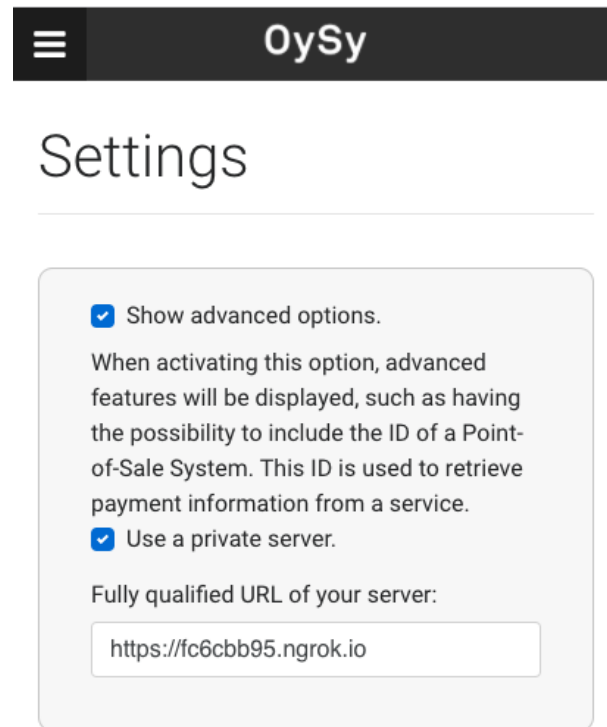 OySy
Settings
Show advanced options.
When activating this option, advanced
features will be displayed, such as having
the possibility to include the ID of a Point-
of-Sale System. This ID is used to retrieve
payment information from a service.
Use a private server.
Fully qualified URL of your server:
https://fc6cbb95.ngrok.io